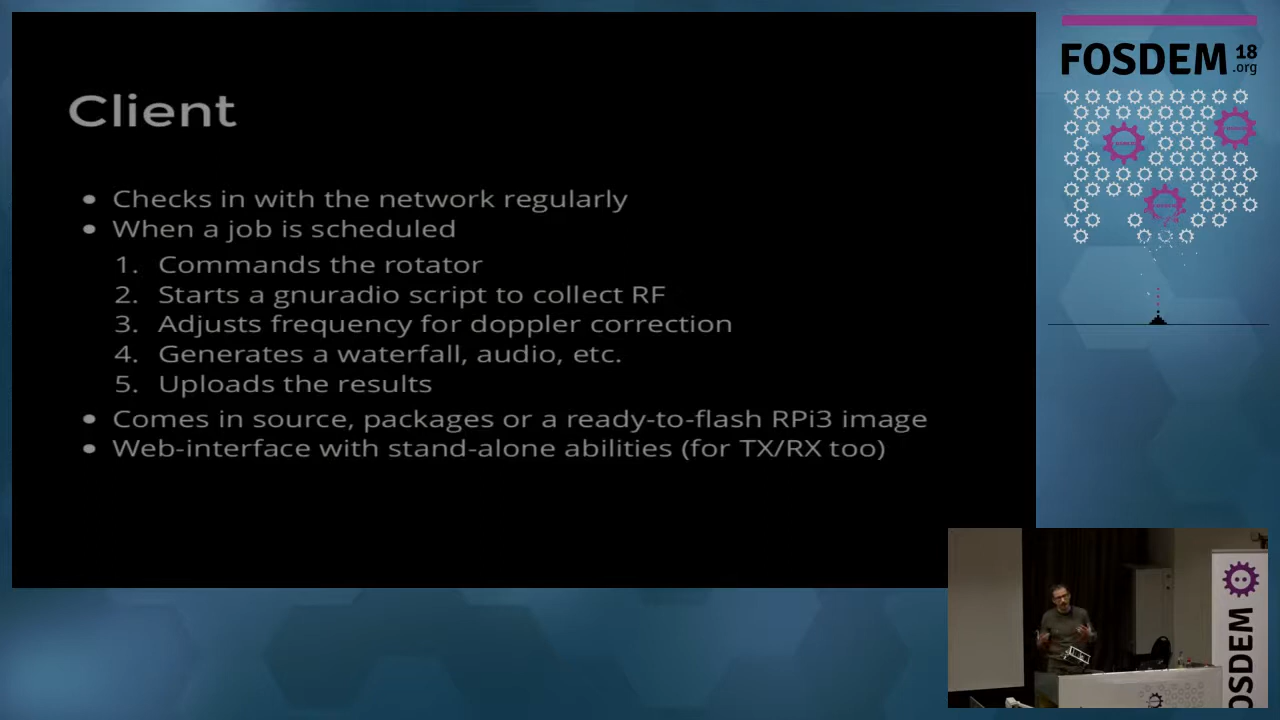 FOSDEM 18
.org
Client
• Checks in with the network regularly
• When a job is scheduled
1. Commands the rotator
2. Starts a gnuradio script to collect RF
3. Adjusts frequency for doppler correction
4. Generates a waterfall, audio, etc.
5. Uploads the results
• Comes in source, packages or a ready-to-flash RPi3 image
• Web-interface with stand-alone abilities (for TX/RX too)
OSDEM